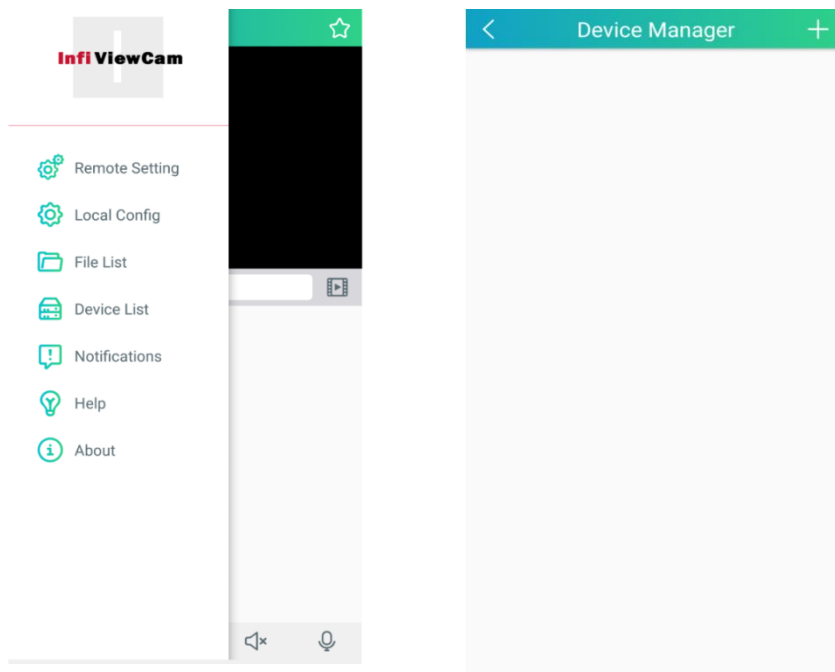 Infi ViewCam
Remote Setting
Local Config
File List
Device List
Notifications
Help
About
Device Manager